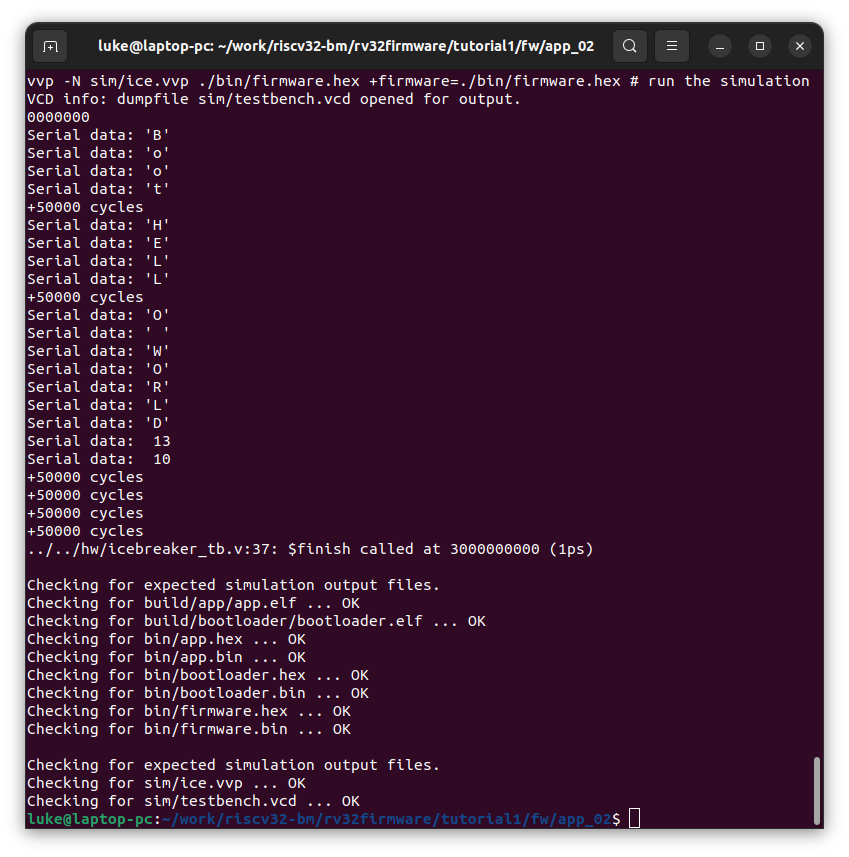 luke@laptop-pc: ~/work/riscv32-bm/rv32firmware/tutorial1/fw/app_02
vvp -N sim/ice.vvp ./bin/firmware.hex +firmware=./bin/firmware.hex # run the simulation
VCD info: dumpfile sim/testbench.vcd opened for output.
0000000
Serial data: 'B'
Serial data: 'o'
Serial data: 'o'
Serial data: 't'
+50000 cycles
Serial data: 'H'
Serial data: 'E'
Serial data: 'L'
Serial data: 'L'
+50000 cycles
Serial data: 'O'
Serial data: ' '
Serial data: 'W'
Serial data: 'O'
Serial data: 'R'
Serial data: 'L'
Serial data: 'D'
Serial data:  13
Serial data:  10
+50000 cycles
+50000 cycles
+50000 cycles
+50000 cycles
../../hw/icebreaker_tb.v:37: $finish called at 3000000000 (1ps)

Checking for expected simulation output files.
Checking for build/app/app.elf ... OK
Checking for build/bootloader/bootloader.elf ... OK
Checking for bin/app.hex ... OK
Checking for bin/app.bin ... OK
Checking for bin/bootloader.hex ... OK
Checking for bin/bootloader.bin ... OK
Checking for bin/firmware.hex ... OK
Checking for bin/firmware.bin ... OK

Checking for expected simulation output files.
Checking for sim/ice.vvp ... OK
Checking for sim/testbench.vcd ... OK
luke@laptop-pc:~/work/riscv32-bm/rv32firmware/tutorial1/fw/app_02$